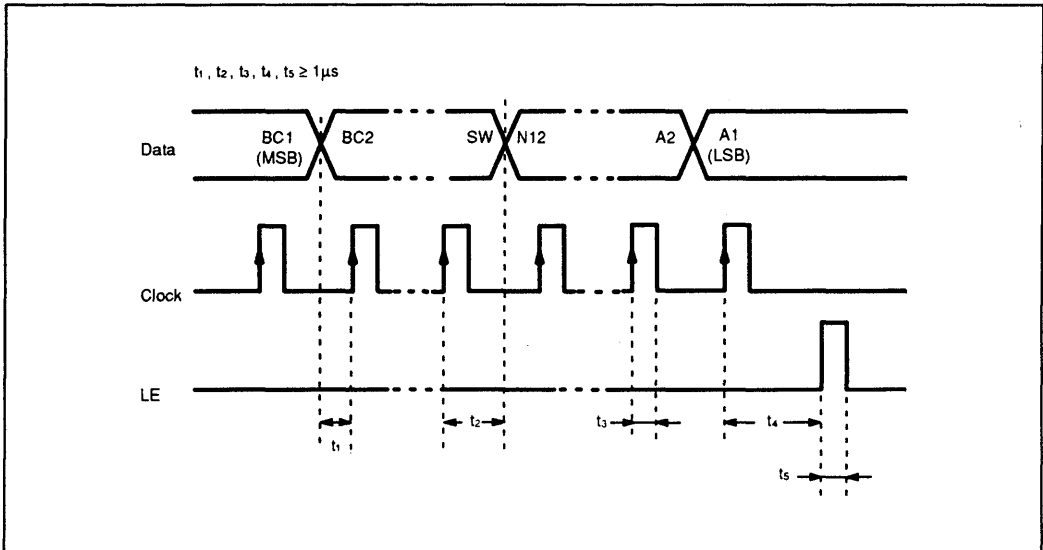 t₁ , t₂ , t₃ , t₄ , t₅ ≥ 1μs
Data
BC1
(MSB)
BC2
SW
N12
A2
A1
(LSB)
Clock
LE
t₁
t₂
t₃
t₄
t₅